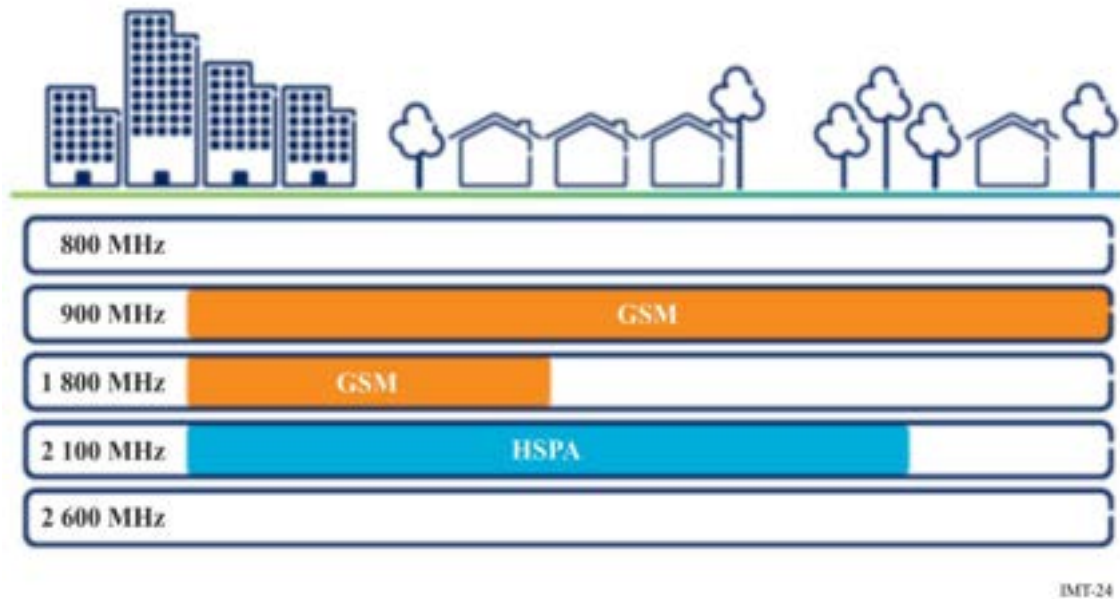 800 MHz
900 MHz GSM
1 800 MHz GSM
2 100 MHz HSPA
2 600 MHz
IMT-24